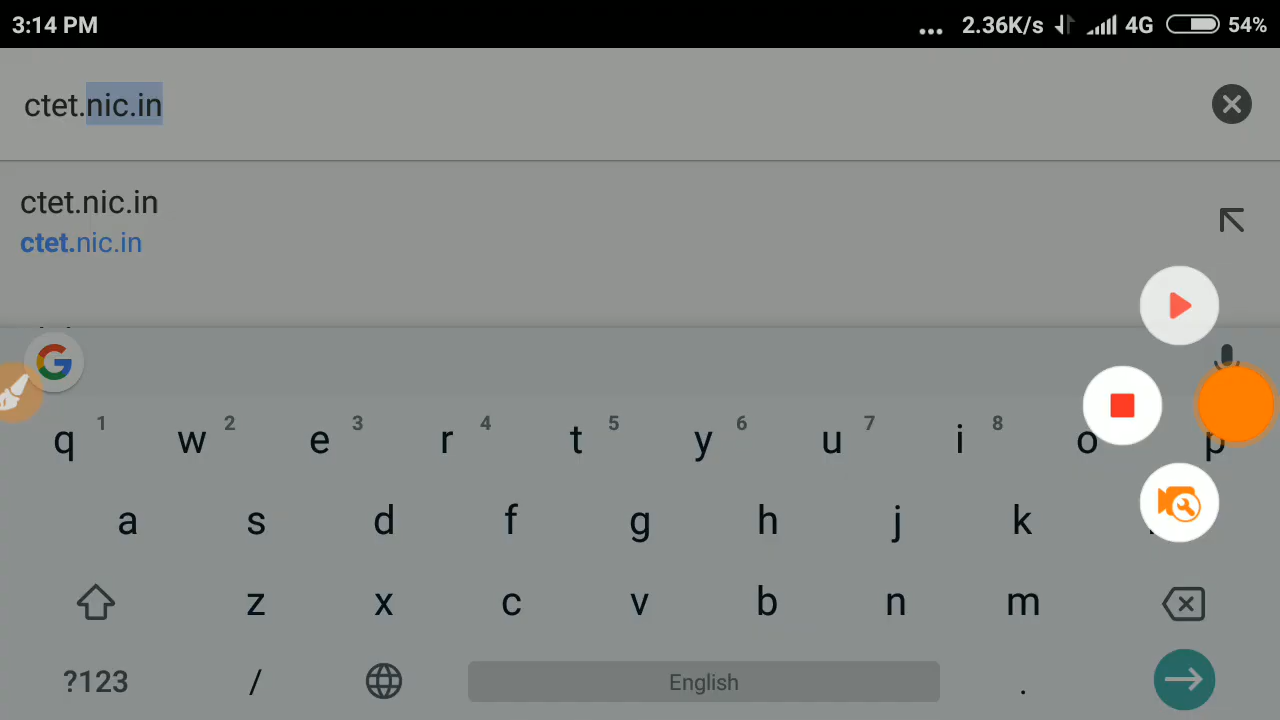 3:14 PM ... 2.36K/s 4G 54%
ctet.nic.in
ctet.nic.in
ctet.nic.in
G
q 1 w 2 e 3 r 4 t 5 y 6 u 7 i 8 o p
a s d f g h j k
z x c v b n m
?123 / English .